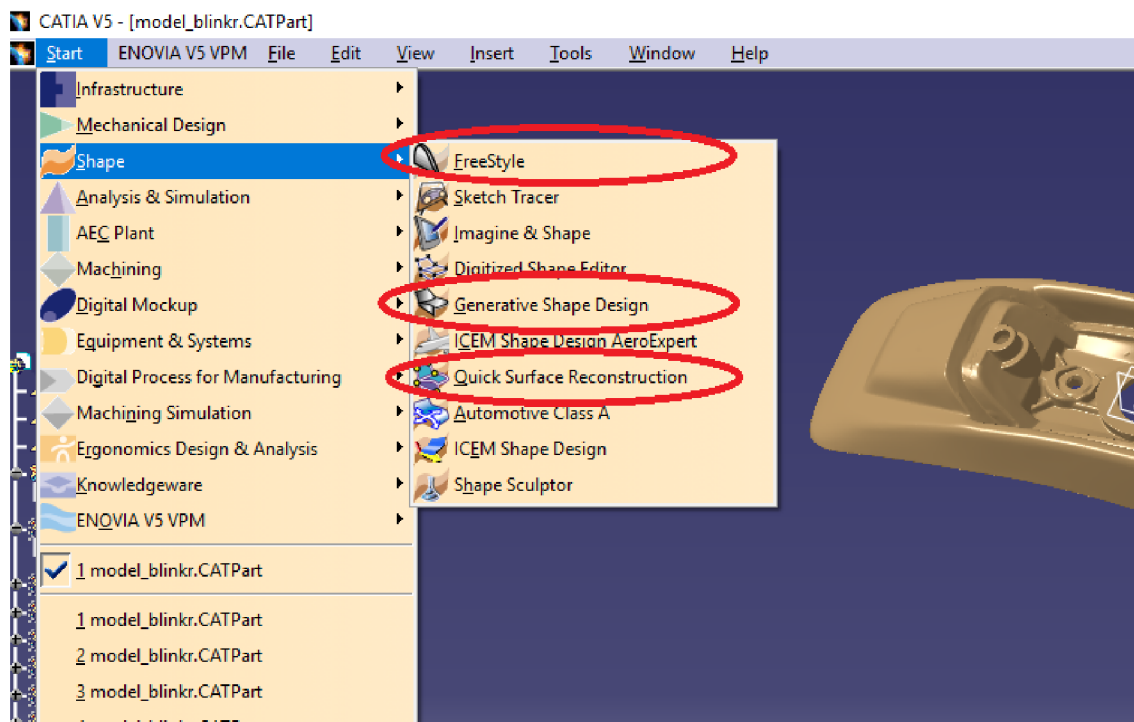 CATIA V5 - [model_blinkr.CATPart]
Start ENOVIA V5 VPM File Edit View Insert Tools Window Help
Infrastructure
Mechanical Design
Shape
Analysis & Simulation
AEC Plant
Machining
Digital Mockup
Equipment & Systems
Digital Process for Manufacturing
Machining Simulation
Ergonomics Design & Analysis
Knowledgeware
ENOVIA V5 VPM
1 model_blinkr.CATPart
1 model_blinkr.CATPart
2 model_blinkr.CATPart
3 model_blinkr.CATPart
FreeStyle
Sketch Tracer
Imagine & Shape
Digitized Shape Editor
Generative Shape Design
ICEM Shape Design AeroExpert
Quick Surface Reconstruction
Automotive Class A
ICEM Shape Design
Shape Sculptor